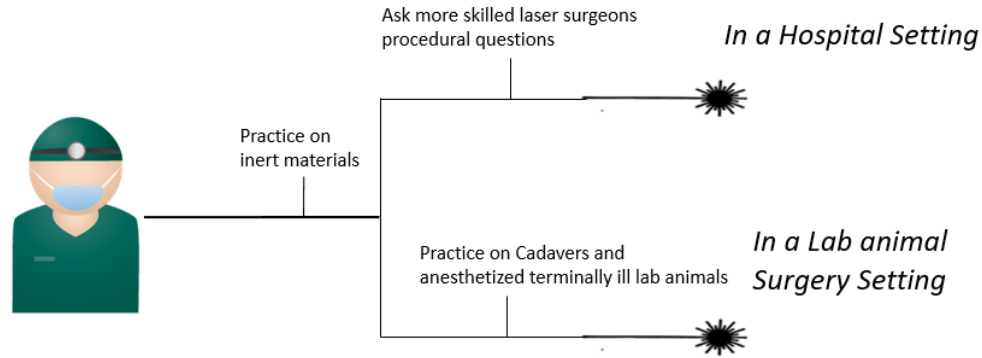 Ask more skilled laser surgeons
procedural questions
In a Hospital Setting
Practice on
inert materials
Practice on Cadavers and
anesthetized terminally ill lab animals
In a Lab animal
Surgery Setting